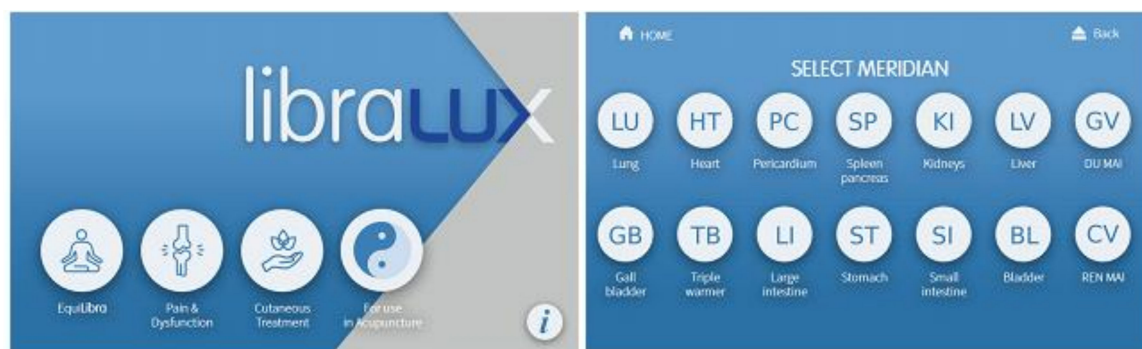 libraLUX
EquiLibra
Pain &
Dysfunction
Cutaneous
Treatment
For use
in Acupuncture
i
HOME
Back
SELECT MERIDIAN
LU HT PC SP KI LV GV
Lung Heart Pericardium Spleen pancreas Kidneys Liver DU MAI
GB TB LI ST SI BL CV
Gall bladder Triple warmer Large intestine Stomach Small intestine Bladder REN MAI